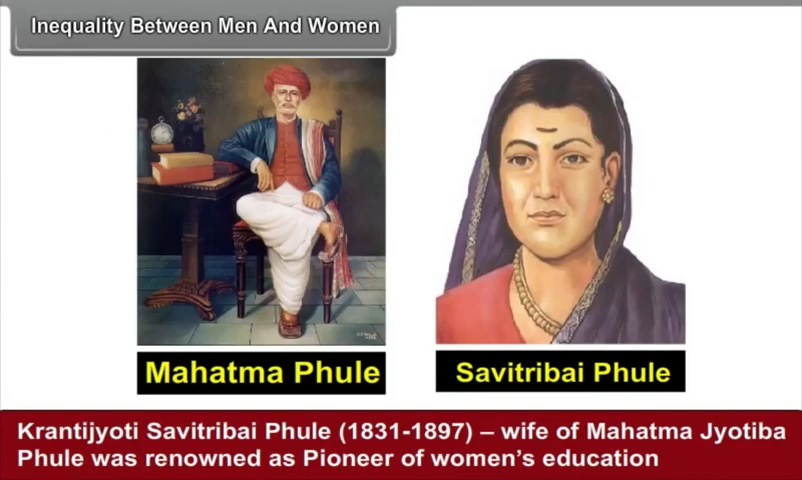 Inequality Between Men And Women
Mahatma Phule
Savitribai Phule
Krantijyoti Savitribai Phule (1831-1897) – wife of Mahatma Jyotiba
Phule was renowned as Pioneer of women’s education